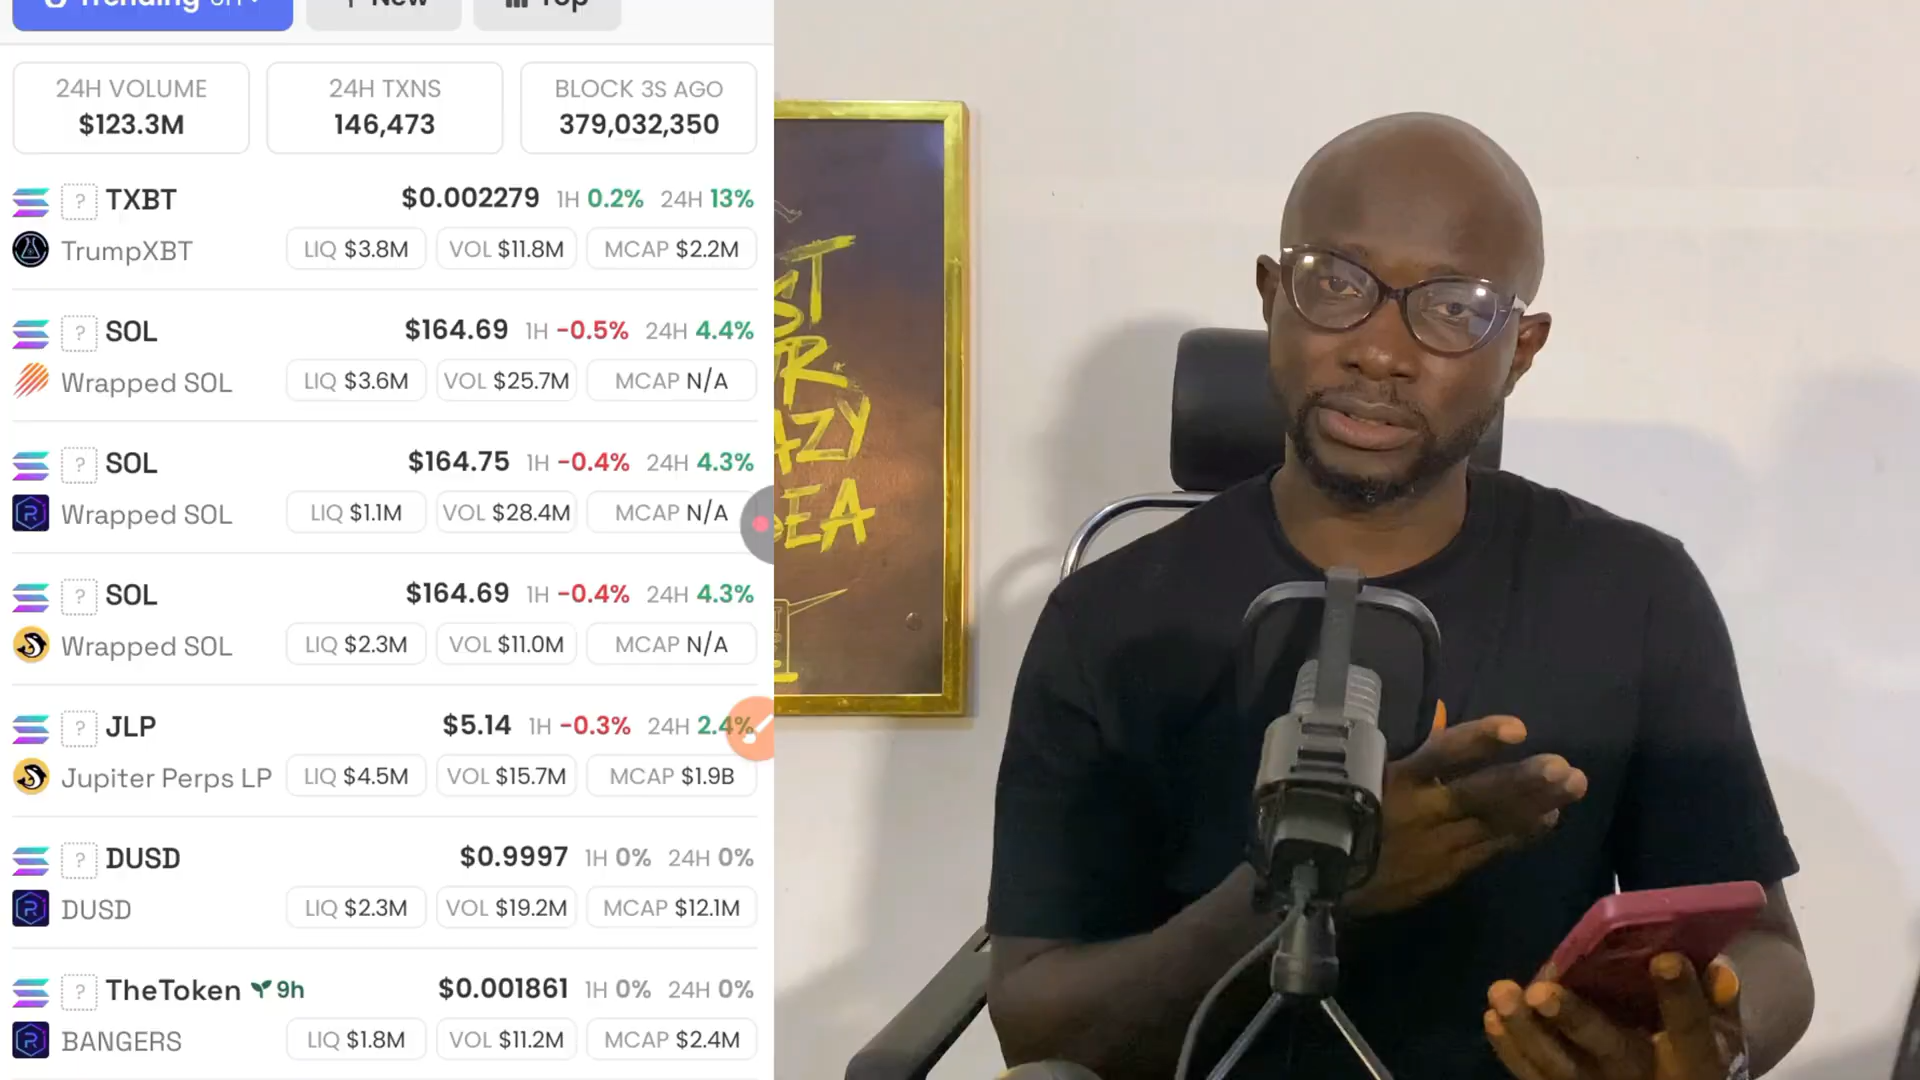 Trending 6H
New
Top
24H VOLUME
$123.3M
24H TXNS
146,473
BLOCK 3S AGO
379,032,350
? TXBT $0.002279 1H 0.2% 24H 13%
TrumpXBT LIQ $3.8M VOL $11.8M MCAP $2.2M
? SOL $164.69 1H -0.5% 24H 4.4%
Wrapped SOL LIQ $3.6M VOL $25.7M MCAP N/A
? SOL $164.75 1H -0.4% 24H 4.3%
Wrapped SOL LIQ $1.1M VOL $28.4M MCAP N/A
? SOL $164.69 1H -0.4% 24H 4.3%
Wrapped SOL LIQ $2.3M VOL $11.0M MCAP N/A
? JLP $5.14 1H -0.3% 24H 2.4%
Jupiter Perps LP LIQ $4.5M VOL $15.7M MCAP $1.9B
? DUSD $0.9997 1H 0% 24H 0%
R DUSD LIQ $2.3M VOL $19.2M MCAP $12.1M
? TheToken 9h $0.001861 1H 0% 24H 0%
R BANGERS LIQ $1.8M VOL $11.2M MCAP $2.4M
ST
R
AZY
DEA